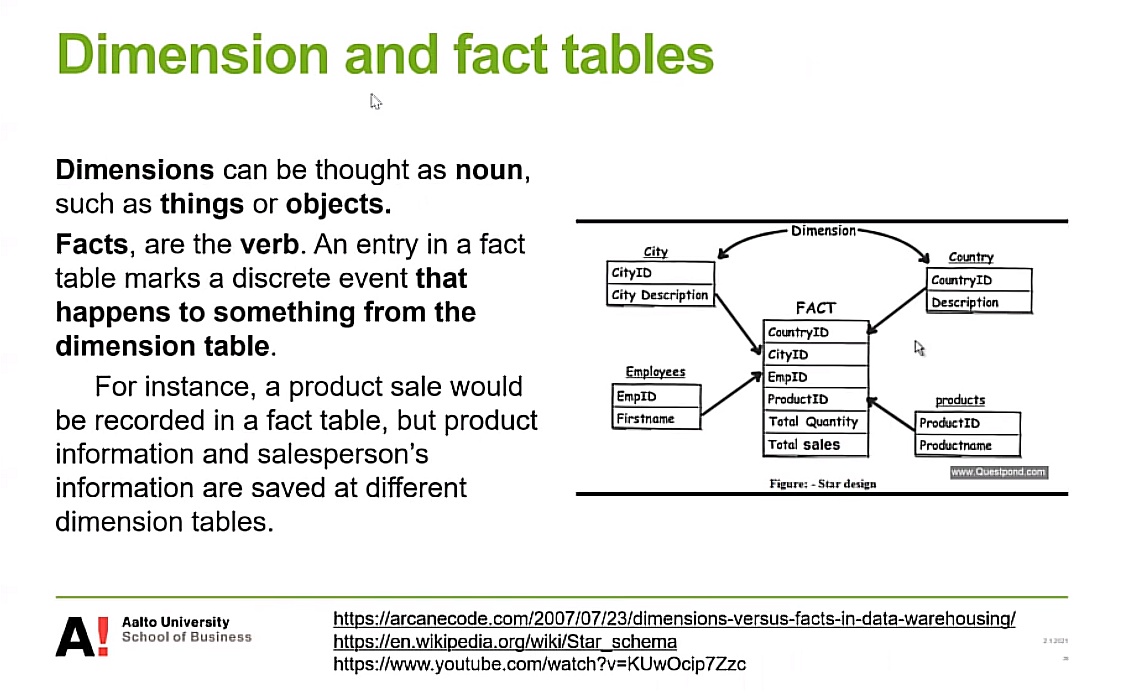 Dimension and fact tables
Dimensions can be thought as noun,
such as things or objects.
Facts, are the verb. An entry in a fact
table marks a discrete event that
happens to something from the
dimension table.
For instance, a product sale would
be recorded in a fact table, but product
information and salesperson's
information are saved at different
dimension tables.
Dimension
City
CityID
City Description
Country
CountryID
Description
FACT
CountryID
CityID
EmpID
ProductID
Total Quantity
Total sales
Employees
EmpID
Firstname
products
ProductID
Productname
www.Questpond.com
Figure: - Star design
A!
Aalto University
School of Business
https://arcanecode.com/2007/07/23/dimensions-versus-facts-in-data-warehousing/
https://en.wikipedia.org/wiki/Star_schema
https://www.youtube.com/watch?v=KUwOcip7Zzc